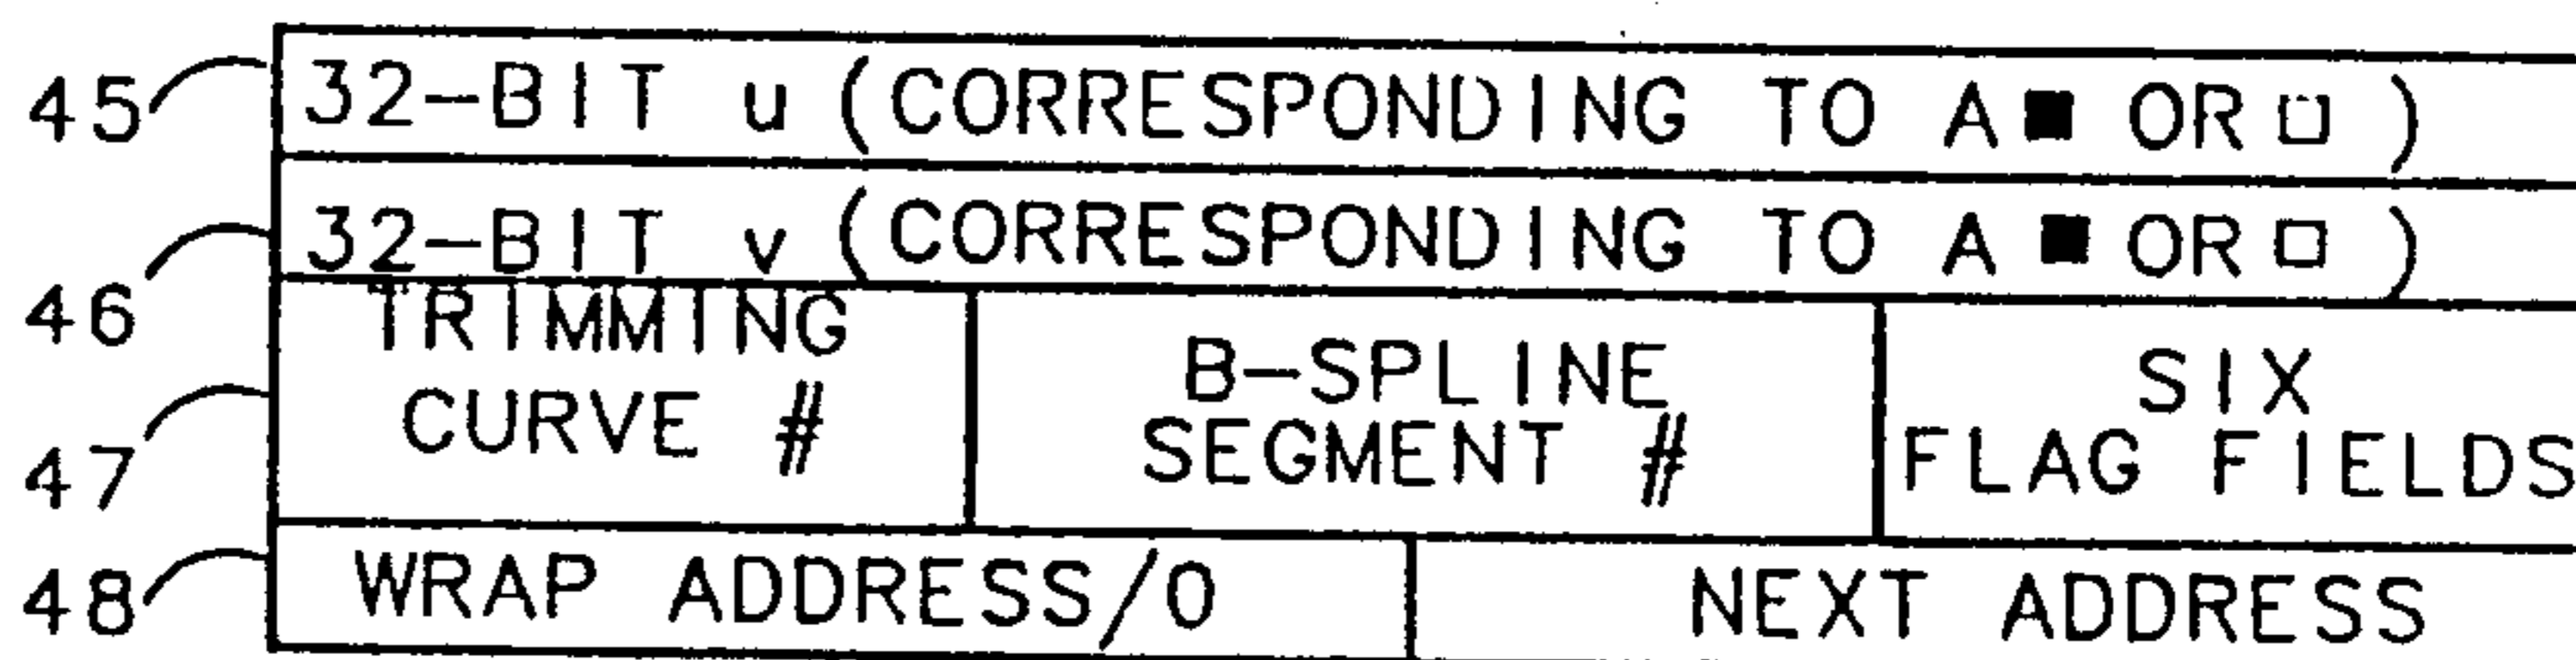 45 32-BIT u (CORRESPONDING TO A ■ OR □ )
46 32-BIT v (CORRESPONDING TO A ■ OR □ )
47 TRIMMING
CURVE #
B-SPLINE
SEGMENT #
SIX
FLAG FIELDS
48 WRAP ADDRESS/0 NEXT ADDRESS